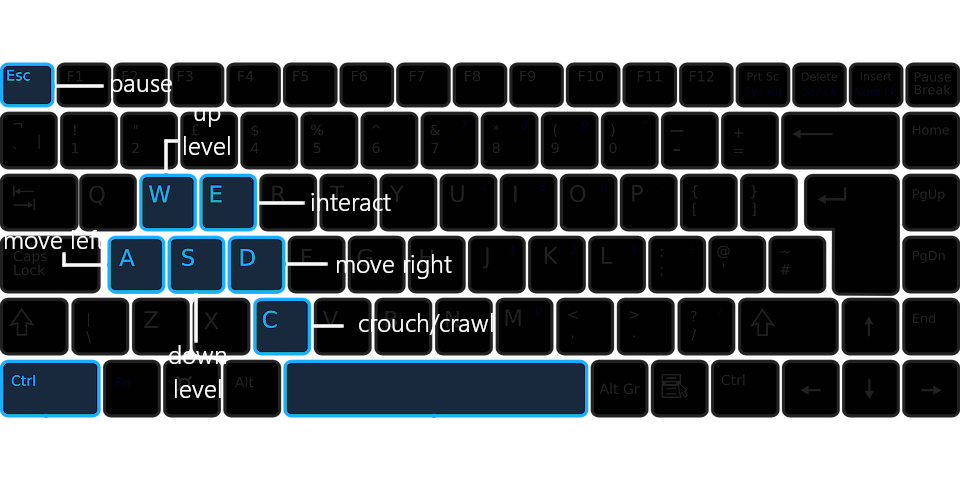 Esc F1 F2 F3 F4 F5 F6 F7 F8 F9 F10 F11 F12 Prt Sc Delete Insert Pause Break
pause
¬ | ! 1 " 2 £ $ 4 % 5 ^ 6 & 7 * 8 ( 9 ) 0 — - + = Home
up
level
Q W E R T Y U I O P { [ } ] PgUp
interact
move left
Caps Lock A S D F G H J K L : ; @ ' ~ # PgDn
move right
| \ Z X C V B N M < , > . ? / End
crouch/crawl
down
level
Ctrl Fn Alt Alt Gr Ctrl